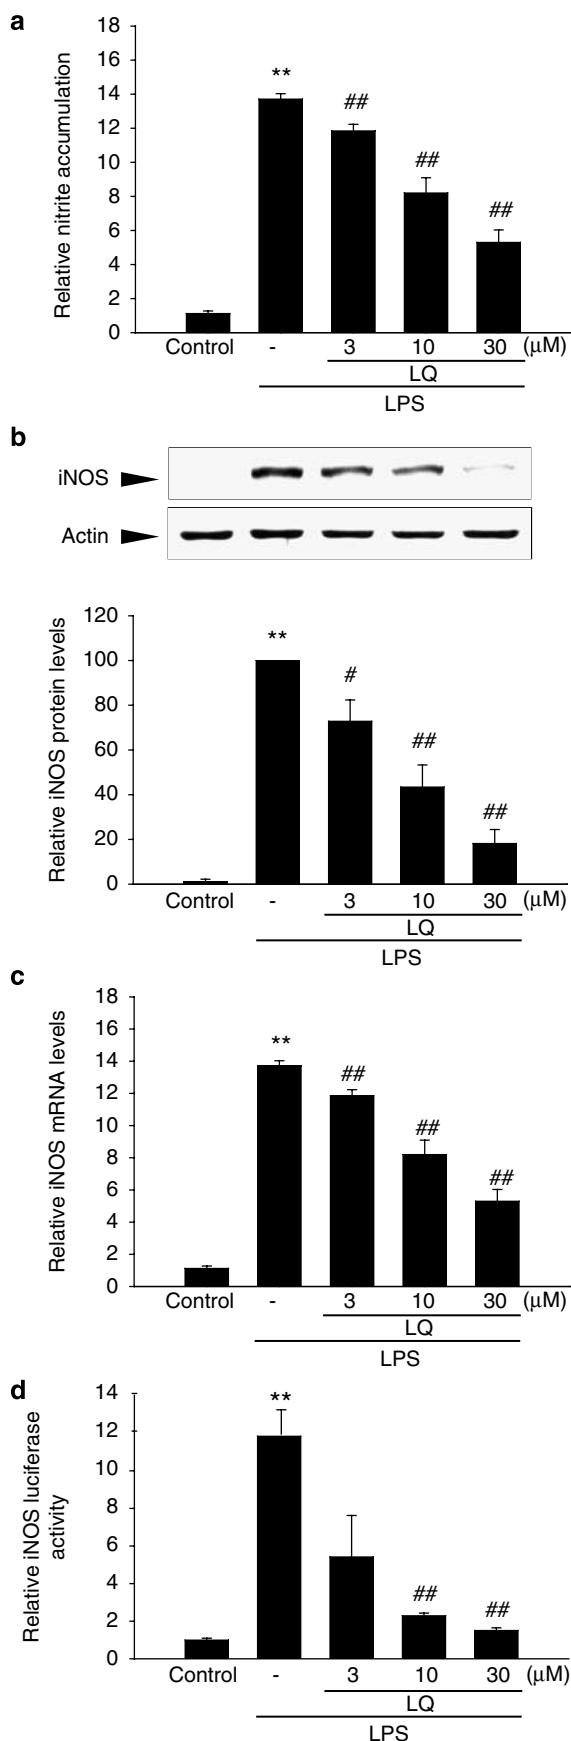 a
Relative nitrite accumulation
18
16
14
12
10
8
6
4
2
0
**
##
##
##
Control - 3 10 30 (μM)
LQ
LPS
b
iNOS
Actin
Relative iNOS protein levels
120
100
80
60
40
20
0
**
#
##
##
Control - 3 10 30 (μM)
LQ
LPS
c
Relative iNOS mRNA levels
18
16
14
12
10
8
6
4
2
0
**
##
##
##
Control - 3 10 30 (μM)
LQ
LPS
d
Relative iNOS luciferase
activity
14
12
10
8
6
4
2
0
**
##
##
Control - 3 10 30 (μM)
LQ
LPS